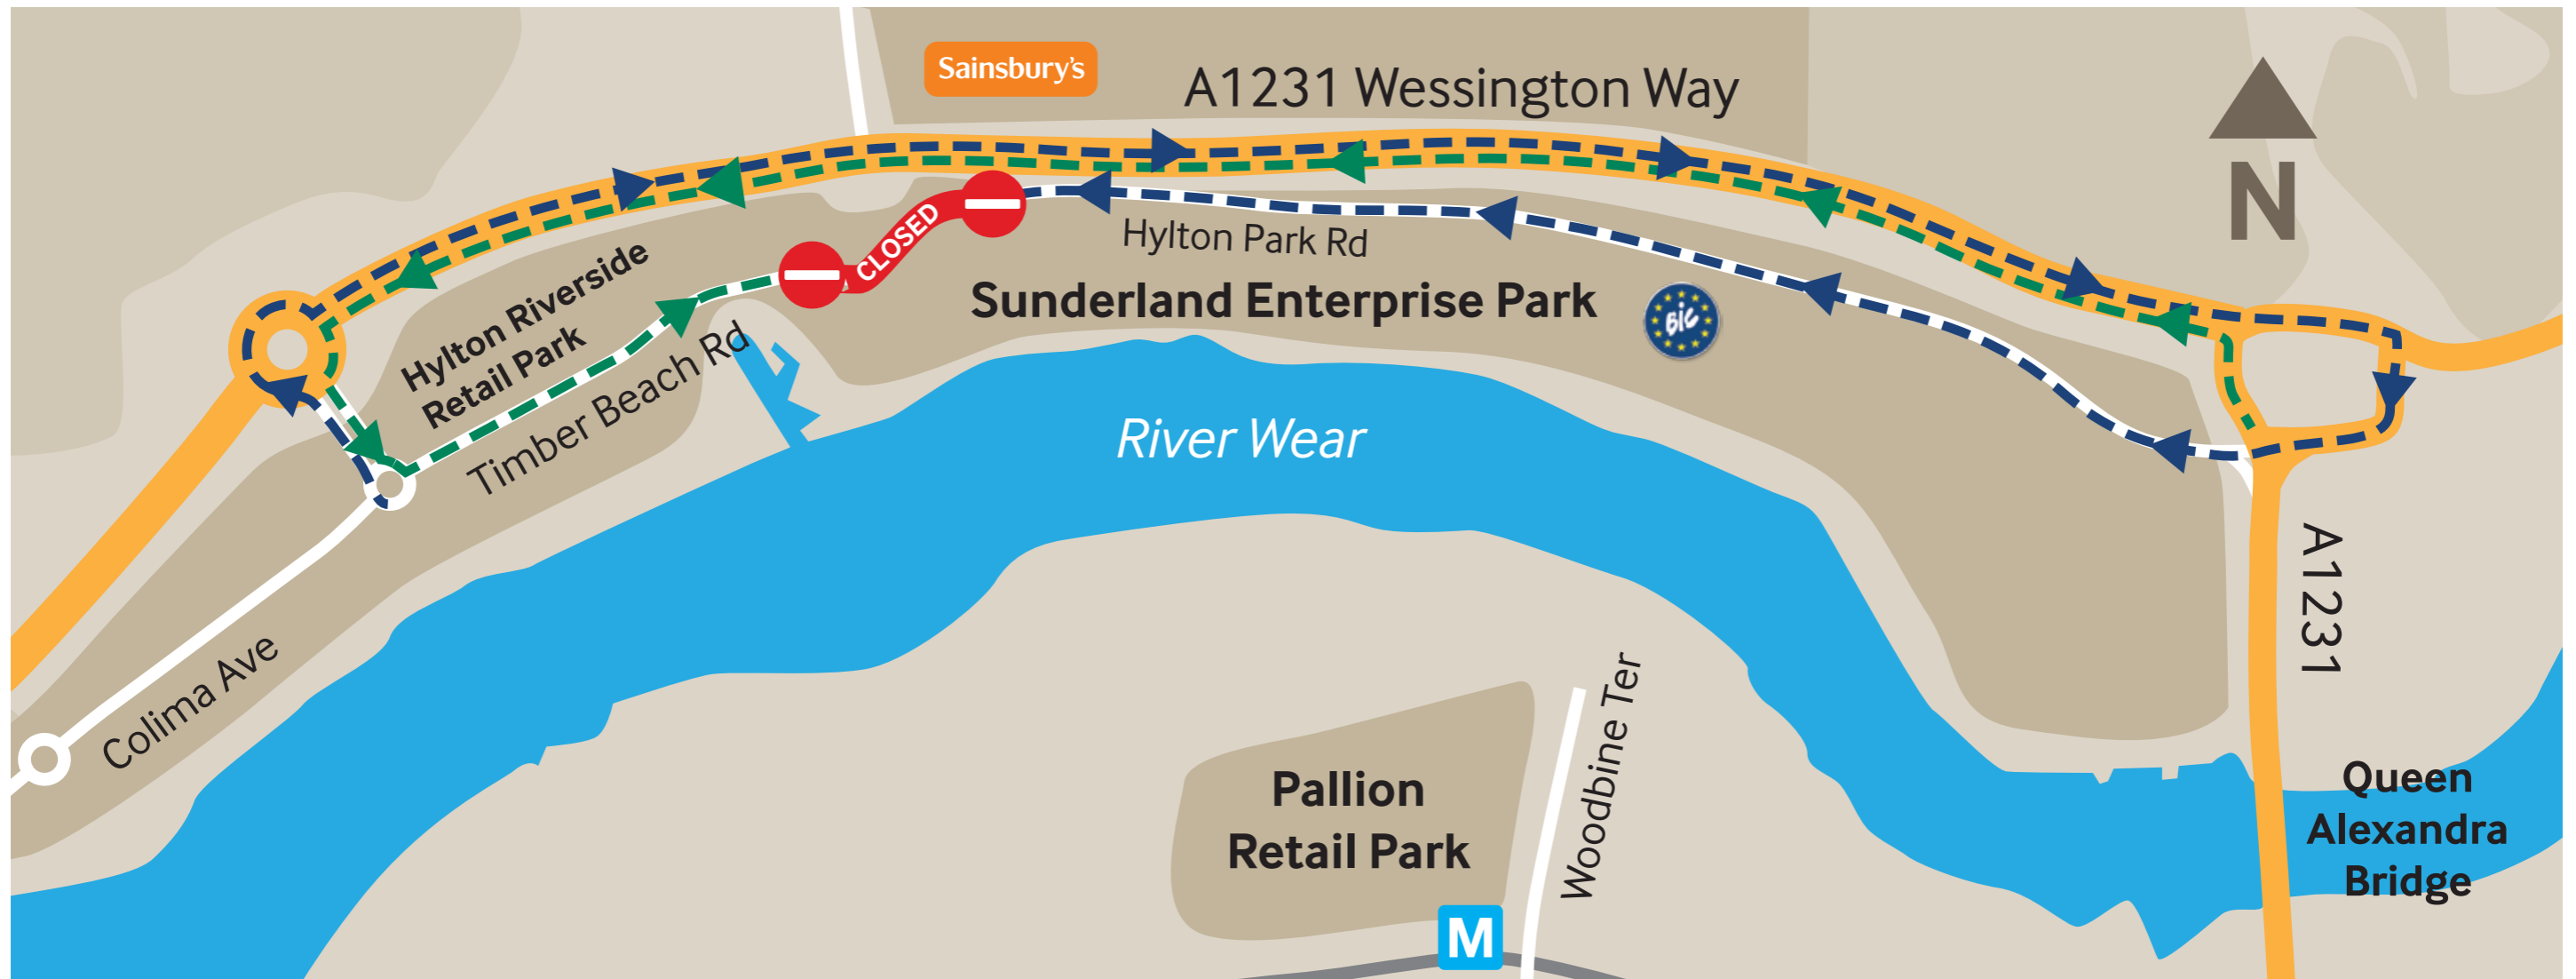 Sainsbury's
A1231 Wessington Way
N
CLOSED
Hylton Park Rd
Hylton Riverside
Retail Park
Sunderland Enterprise Park
BIC
Timber Beach Rd
River Wear
A1231
Colima Ave
Woodbine Ter
Pallion
Retail Park
Queen
Alexandra
Bridge
M